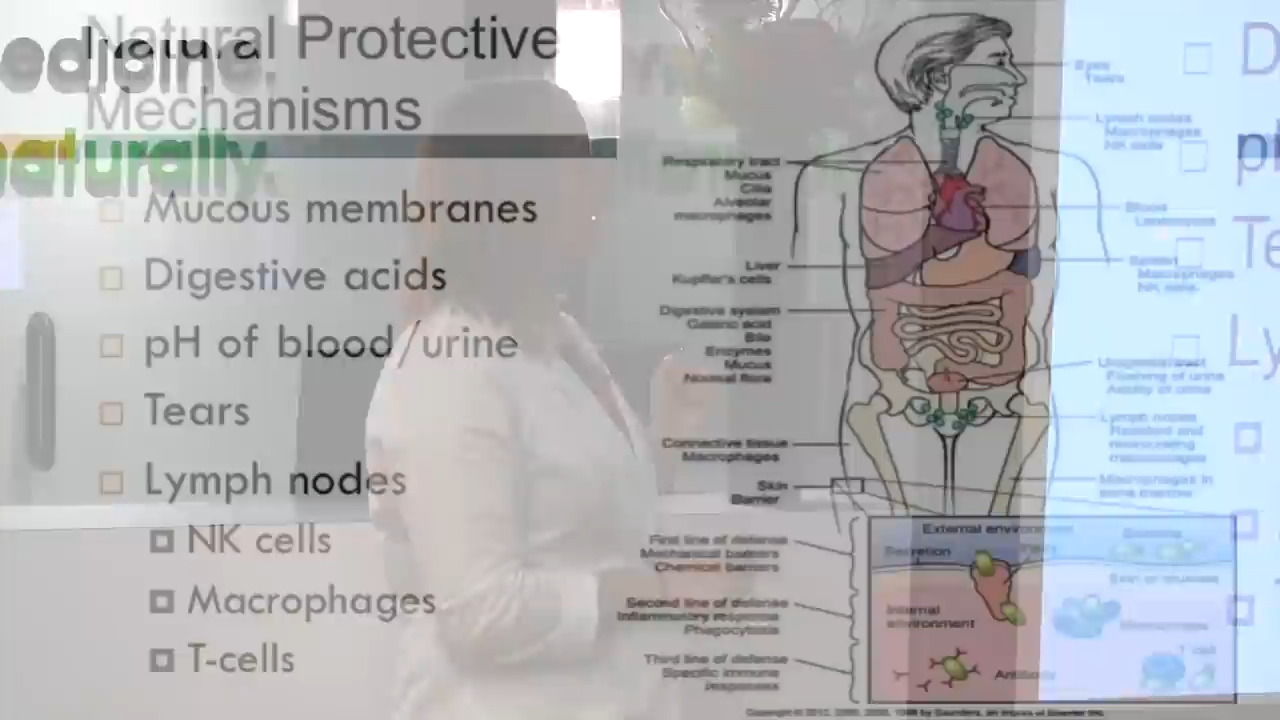 Natural Protective
Mechanisms
edicine.
naturally.
Mucous membranes
Digestive acids
pH of blood/urine
Tears
Lymph nodes
NK cells
Macrophages
T-cells
Eyes
Tears
Lymph nodes
Macrophages
NK cells
Respiratory tract
Mucus
Cilia
Alveolar
macrophages
Blood
Leukocytes
Liver
Kupffer's cells
Spleen
Macrophages
NK cells
Digestive system
Gastric acid
Bile
Enzymes
Mucus
Normal flora
Flushing of urine
Acidity of urine
Lymph nodes
Resident and
macrophages
Connective tissue
Macrophages
Macrophages in
bone marrow
Skin
Barrier
First line of defense
Mechanical barriers
Chemical barriers
Second line of defense
Inflammatory response
Phagocytosis
Third line of defense
Specific immune
responses
External environment
Secretion
Internal
environment
Antibody
T cell
D
pH
Te
Ly